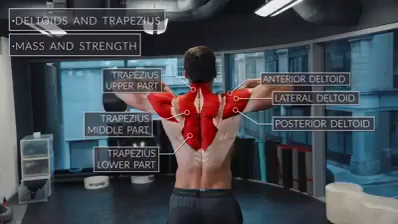 •DELTOIDS AND TRAPEZIUS
•MASS AND STRENGTH
TRAPEZIUS
UPPER PART
TRAPEZIUS
MIDDLE PART
TRAPEZIUS
LOWER PART
ANTERIOR DELTOID
LATERAL DELTOID
POSTERIOR DELTOID